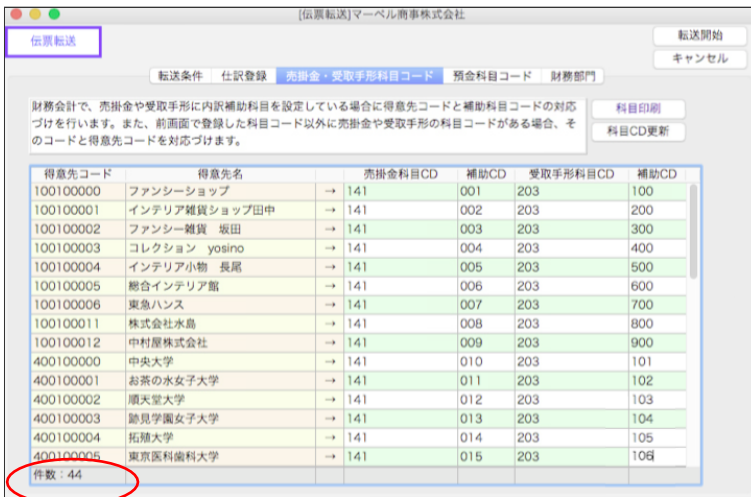 [伝票転送]マーベル商事株式会社
伝票転送
転送開始
キャンセル
転送条件 仕訳登録 売掛金・受取手形科目コード 預金科目コード 財務部門
財務会計で、売掛金や受取手形に内訳補助科目を設定している場合に得意先コードと補助科目コードの対応
づけを行います。また、前画面で登録した科目コード以外に売掛金や受取手形の科目コードがある場合、そ
のコードと得意先コードを対応づけます。
科目印刷
科目CD更新
得意先コード 得意先名 売掛金科目CD 補助CD 受取手形科目CD 補助CD
100100000 ファンシーショップ → 141 001 203 100
100100001 インテリア雑貨ショップ田中 → 141 002 203 200
100100002 ファンシー雑貨 坂田 → 141 003 203 300
100100003 コレクション yosino → 141 004 203 400
100100004 インテリア小物 長尾 → 141 005 203 500
100100005 総合インテリア館 → 141 006 203 600
100100006 東急ハンス → 141 007 203 700
100100011 株式会社水島 → 141 008 203 800
100100012 中村屋株式会社 → 141 009 203 900
400100000 中央大学 → 141 010 203 101
400100001 お茶の水女子大学 → 141 011 203 102
400100002 順天堂大学 → 141 012 203 103
400100003 跡見学園女子大学 → 141 013 203 104
400100004 拓殖大学 → 141 014 203 105
400100005 東京医科歯科大学 → 141 015 203 106
件数：44